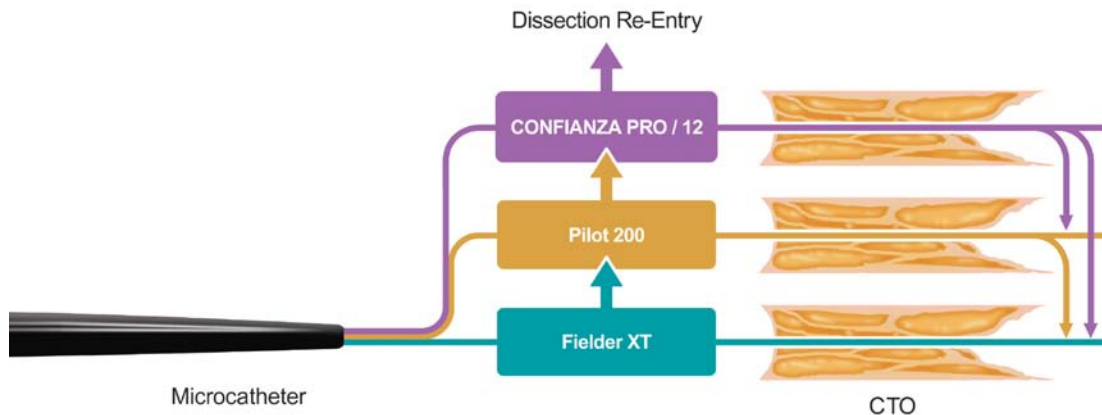 Dissection Re-Entry
CONFIANZA PRO / 12
Pilot 200
Fielder XT
Microcatheter
CTO